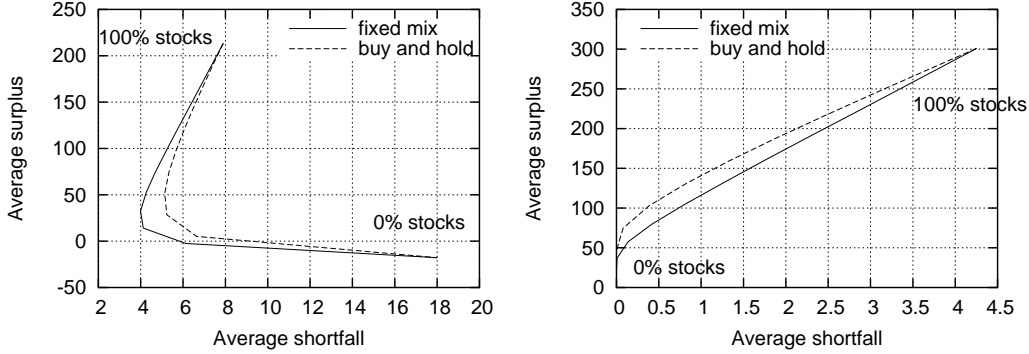 250
200
150
100
50
0
-50
2 4 6 8 10 12 14 16 18 20
Average surplus
Average shortfall
100% stocks
0% stocks
fixed mix
buy and hold
350
300
250
200
150
100
50
0
0 0.5 1 1.5 2 2.5 3 3.5 4 4.5
Average surplus
Average shortfall
fixed mix
buy and hold
100% stocks
0% stocks